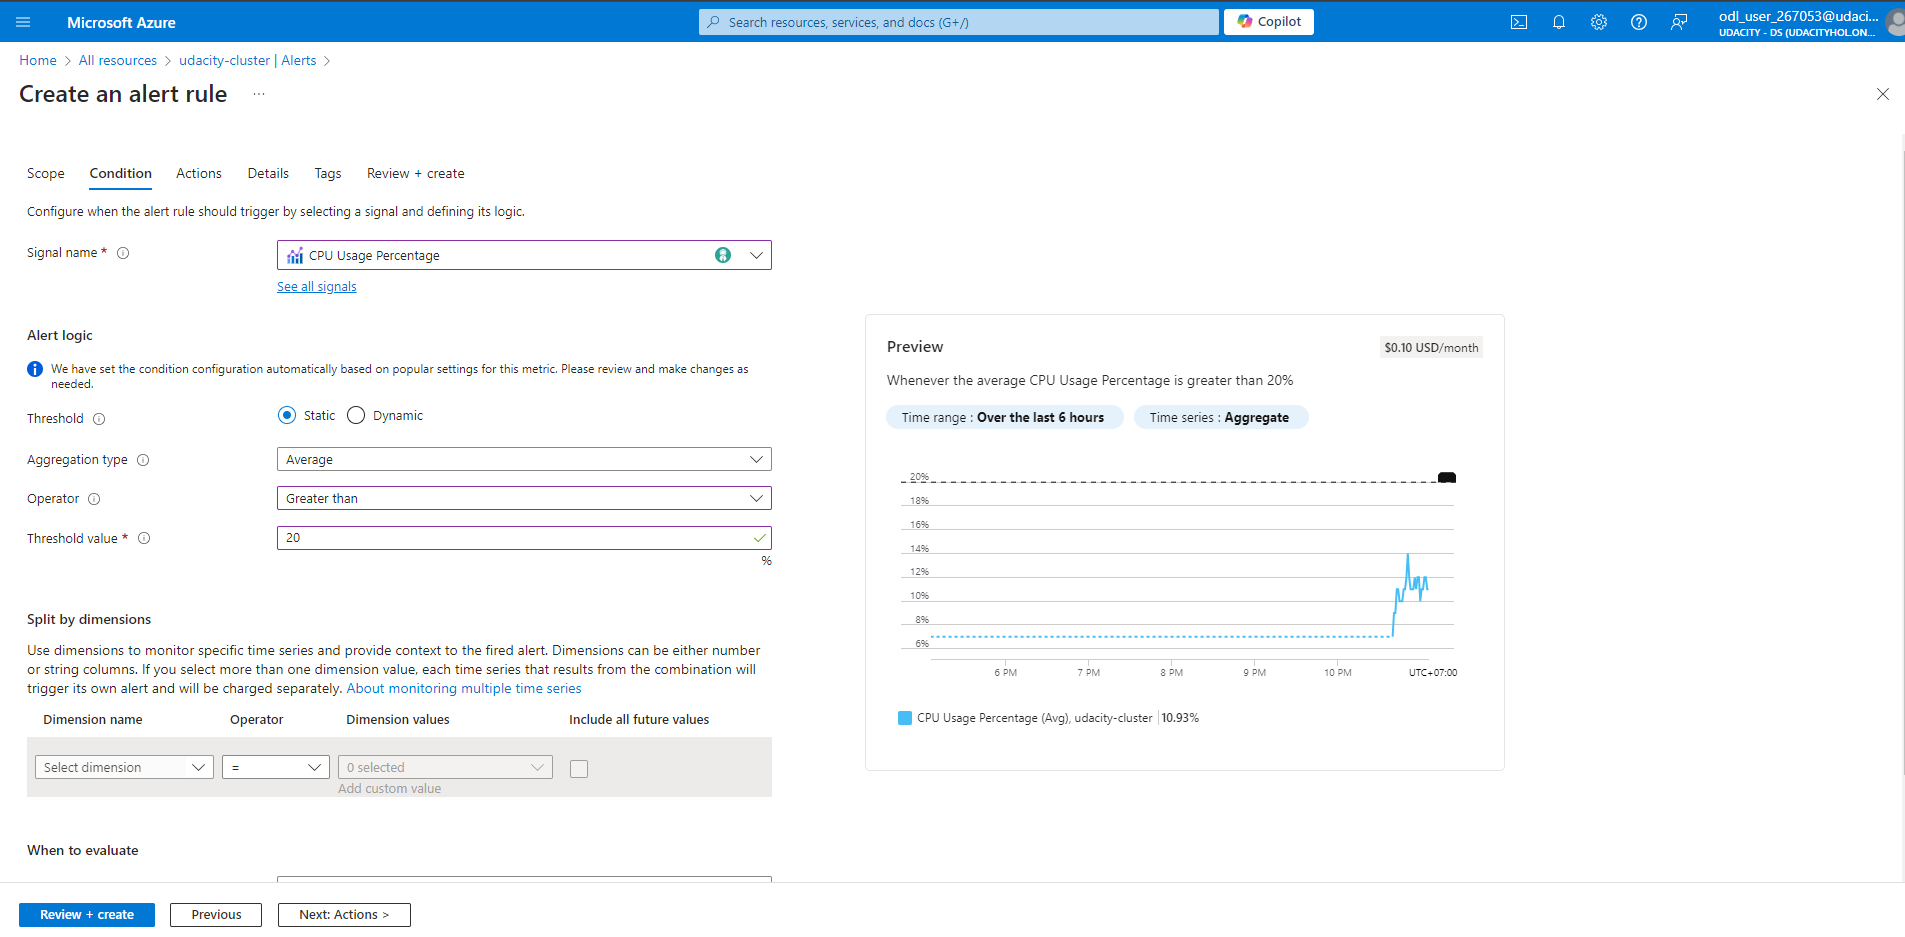 Microsoft Azure
Search resources, services, and docs (G+/)
Copilot
odl_user_267053@udaci...
UDACITY - DS (UDACITYHOL.ON...
Home > All resources > udacity-cluster | Alerts >
Create an alert rule ...
Scope Condition Actions Details Tags Review + create
Configure when the alert rule should trigger by selecting a signal and defining its logic.
Signal name *
CPU Usage Percentage
See all signals
Alert logic
We have set the condition configuration automatically based on popular settings for this metric. Please review and make changes as
needed.
Threshold
Static Dynamic
Aggregation type
Average
Operator
Greater than
Threshold value *
20
%
Split by dimensions
Use dimensions to monitor specific time series and provide context to the fired alert. Dimensions can be either number
or string columns. If you select more than one dimension value, each time series that results from the combination will
trigger its own alert and will be charged separately. About monitoring multiple time series
Dimension name Operator Dimension values Include all future values
Select dimension = 0 selected
Add custom value
When to evaluate
Preview
$0.10 USD/month
Whenever the average CPU Usage Percentage is greater than 20%
Time range : Over the last 6 hours Time series : Aggregate
20%
18%
16%
14%
12%
10%
8%
6%
6 PM 7 PM 8 PM 9 PM 10 PM UTC+07:00
CPU Usage Percentage (Avg), udacity-cluster | 10.93%
Review + create Previous Next: Actions >